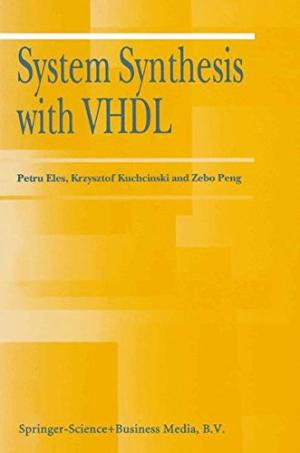 System Synthesis
with VHDL
Petru Eles, Krzysztof Kuchcinski and Zebo Peng
Springer-Science+Business Media, B.V.